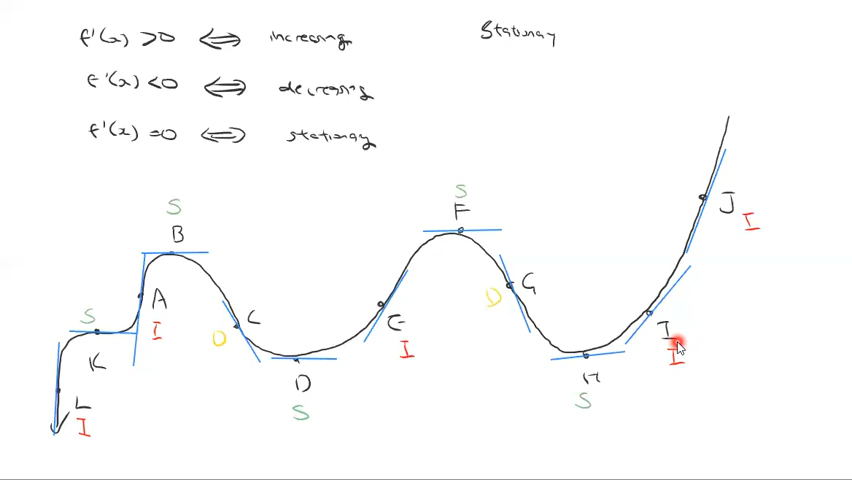 f'(x) >0 ⟺ increasing
Stationary
f'(x) <0 ⟺ decreasing
f'(x) =0 ⟺ stationary
S
F
S
B
J
I
G
D
A
S
I
C
D
E
I
I
I
K
D
S
H
S
L
I